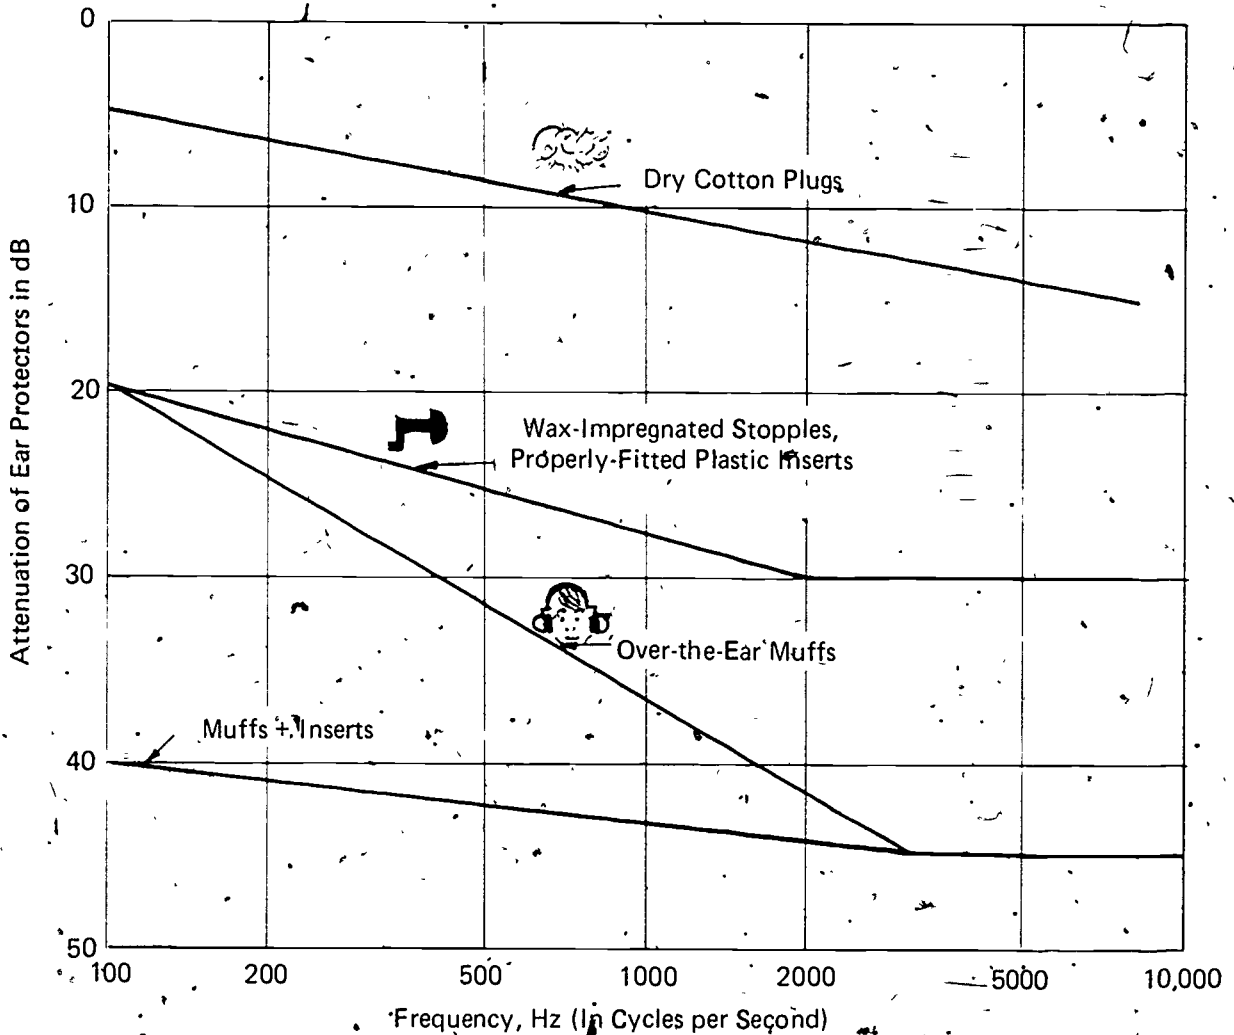 0
10
20
30
40
50
Attenuation of Ear Protectors in dB
Dry Cotton Plugs
Wax-Impregnated Stopples,
Properly-Fitted Plastic Inserts
Over-the-Ear Muffs
Muffs + Inserts
100 200 500 1000 2000 5000 10,000
Frequency, Hz (In Cycles per Second)